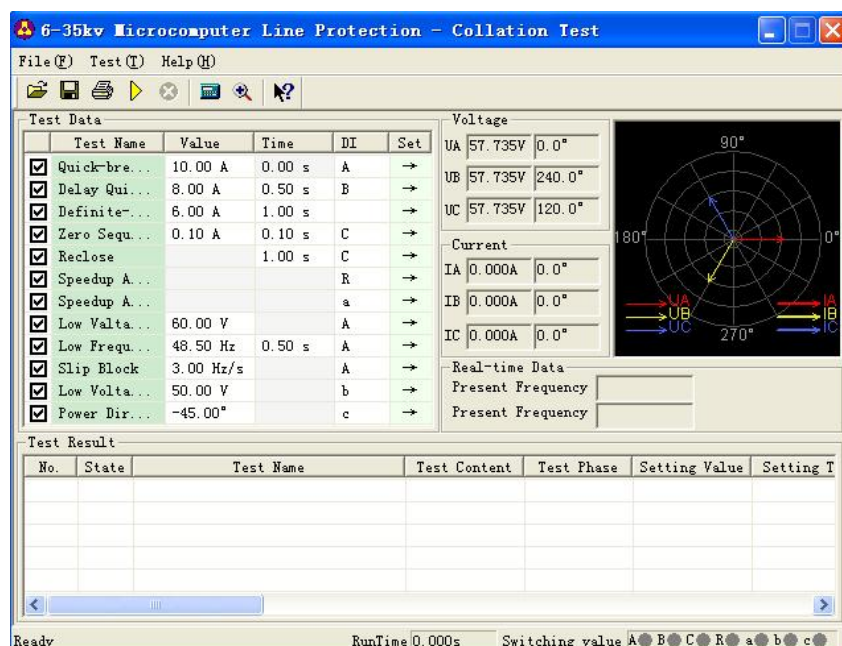 6-35kv Microcomputer Line Protection - Collation Test
File(F) Test(T) Help(H)
Test Data
Test Name Value Time DI Set
Quick-bre... 10.00 A 0.00 s A →
Delay Qui... 8.00 A 0.50 s B →
Definite-... 6.00 A 1.00 s →
Zero Sequ... 0.10 A 0.10 s C →
Reclose 1.00 s C →
Speedup A... R →
Speedup A... a →
Low Valta... 60.00 V A →
Low Frequ... 48.50 Hz 0.50 s A →
Slip Block 3.00 Hz/s A →
Low Volta... 50.00 V b →
Power Dir... -45.00° c →
Voltage
UA 57.735V 0.0°
UB 57.735V 240.0°
UC 57.735V 120.0°
Current
IA 0.000A 0.0°
IB 0.000A 0.0°
IC 0.000A 0.0°
90°
180° 0°
270°
UA IA
UB IB
UC IC
Real-time Data
Present Frequency
Present Frequency
Test Result
No. State Test Name Test Content Test Phase Setting Value Setting T
Ready RunTime 0.000s Switching value A B C R a b c